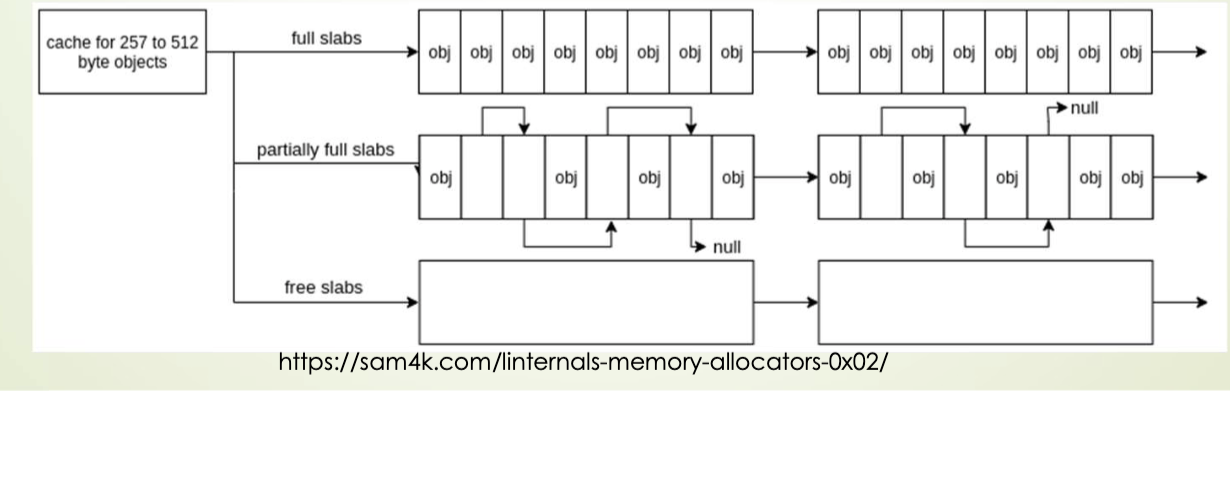 cache for 257 to 512
byte objects
full slabs
obj obj obj obj obj obj obj obj
obj obj obj obj obj obj obj obj
null
partially full slabs
obj obj obj obj
obj obj obj obj obj
null
free slabs
https://sam4k.com/linternals-memory-allocators-0x02/